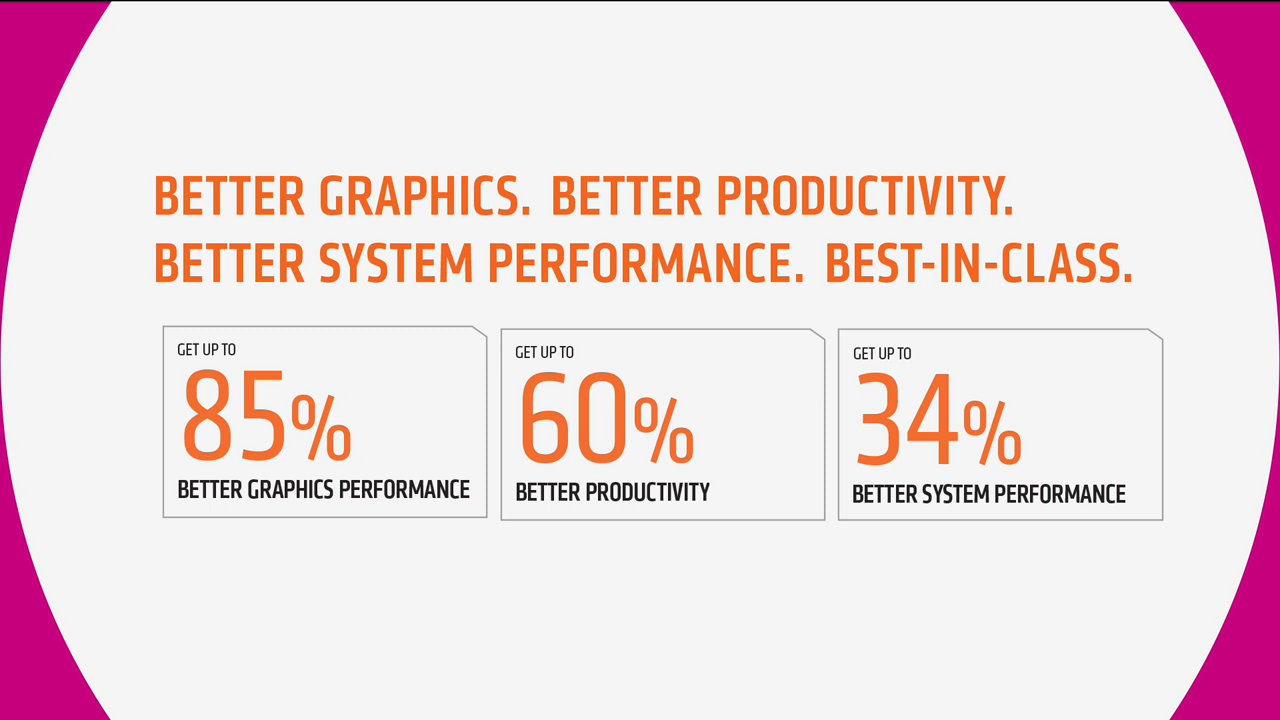 BETTER GRAPHICS. BETTER PRODUCTIVITY.
BETTER SYSTEM PERFORMANCE. BEST-IN-CLASS.
GET UP TO
85%
BETTER GRAPHICS PERFORMANCE
GET UP TO
60%
BETTER PRODUCTIVITY
GET UP TO
34%
BETTER SYSTEM PERFORMANCE